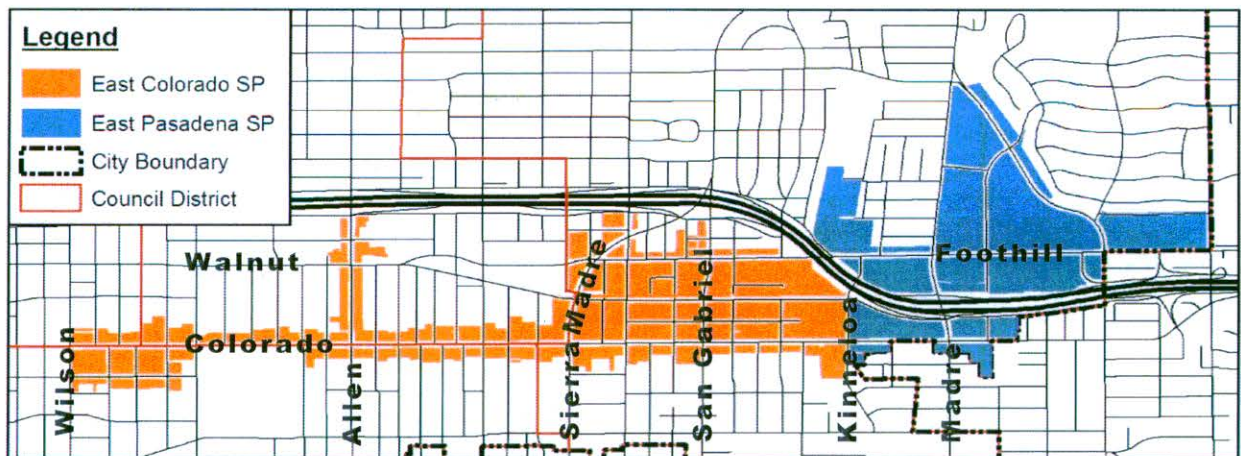 Legend
East Colorado SP
East Pasadena SP
City Boundary
Council District
Walnut
Foothill
Colorado
Wilson
Allen
Sierra Madre
San Gabriel
Kinneloa
Madre